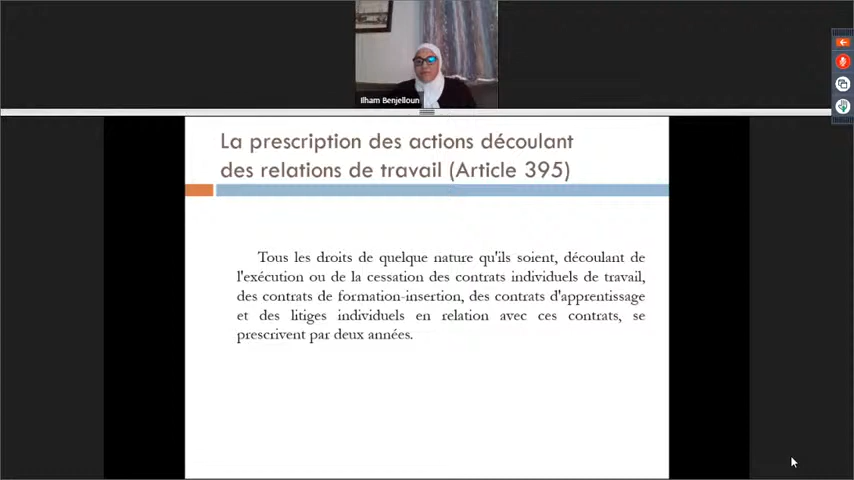 Ilham Benjelloun
La prescription des actions découlant
des relations de travail (Article 395)
Tous les droits de quelque nature qu'ils soient, découlant de
l'exécution ou de la cessation des contrats individuels de travail,
des contrats de formation-insertion, des contrats d'apprentissage
et des litiges individuels en relation avec ces contrats, se
prescrivent par deux années.